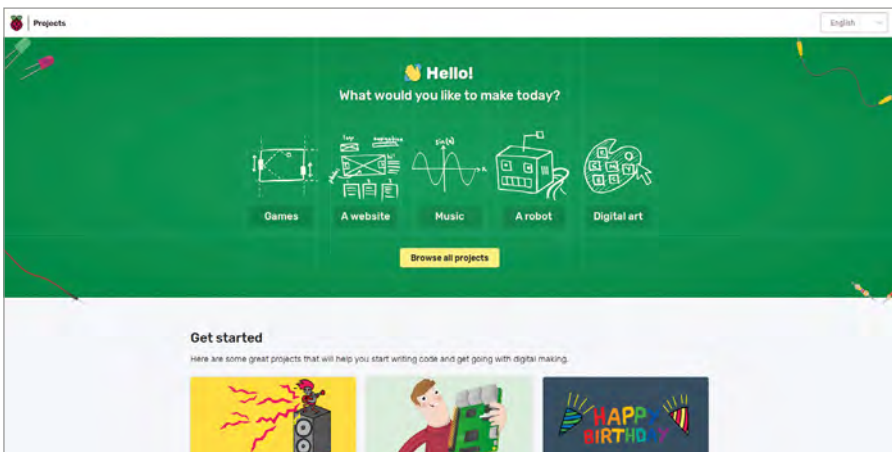 Projects
English
Hello!
What would you like to make today?
sin(x)
Games
A website
Music
A robot
Digital art
Browse all projects
Get started
Here are some great projects that will help you start writing code and get going with digital making.
HAPPY
BIRTHDAY